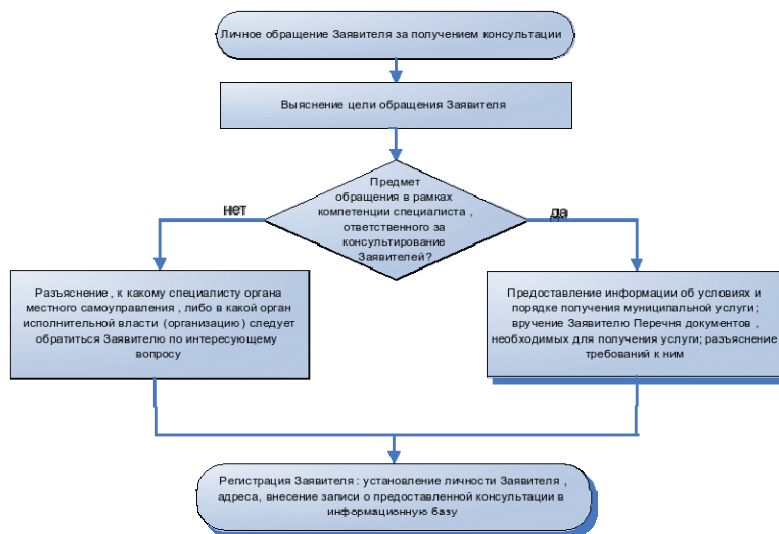 Личное обращение Заявителя за получением консультации
Выяснение цели обращения Заявителя
Предмет
обращения в рамках
компетенции специалиста ,
ответственного за
консультирование
Заявителей?
нет
да
Разъяснение , к какому специалисту органа
местного самоуправления , либо в какой орган
исполнительной власти (организацию ) следует
обратиться Заявителю по интересующему
вопросу
Предоставление информации об условиях и
порядке получения муниципальной услуги ;
вручение Заявителю Перечня документов ,
необходимых для получения услуги; разъяснение
требований к ним
Регистрация Заявителя : установление личности Заявителя ,
адреса, внесение записи о предоставленной консультации в
информационную базу